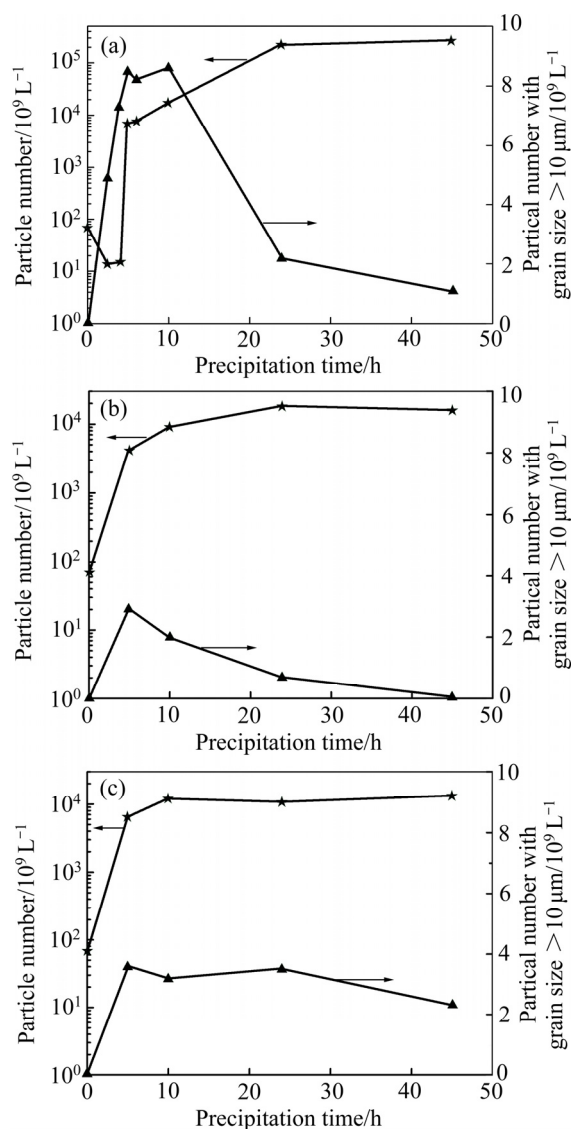 (a)
10⁵
10⁴
10³
10²
10¹
10⁰
Particle number/10⁹ L⁻¹
10
8
6
4
2
0
Partical number with
grain size >10 μm/10⁹ L⁻¹
0 10 20 30 40 50
Precipitation time/h
(b)
10⁴
10³
10²
10¹
10⁰
Particle number/10⁹ L⁻¹
10
8
6
4
2
0
Partical number with
grain size >10 μm/10⁹ L⁻¹
0 10 20 30 40 50
Precipitation time/h
(c)
10⁴
10³
10²
10¹
10⁰
Particle number/10⁹ L⁻¹
10
8
6
4
2
0
Partical number with
grain size >10 μm/10⁹ L⁻¹
0 10 20 30 40 50
Precipitation time/h